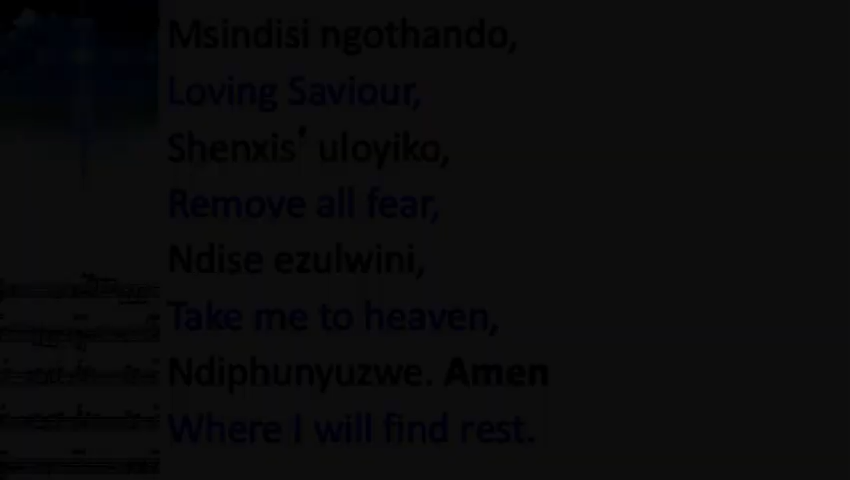 Msindisi ngothando,
Loving Saviour,
Shenxis' uloyiko,
Remove all fear,
Ndise ezulwini,
Take me to heaven,
Ndiphunyuzwe. Amen
Where I will find rest.